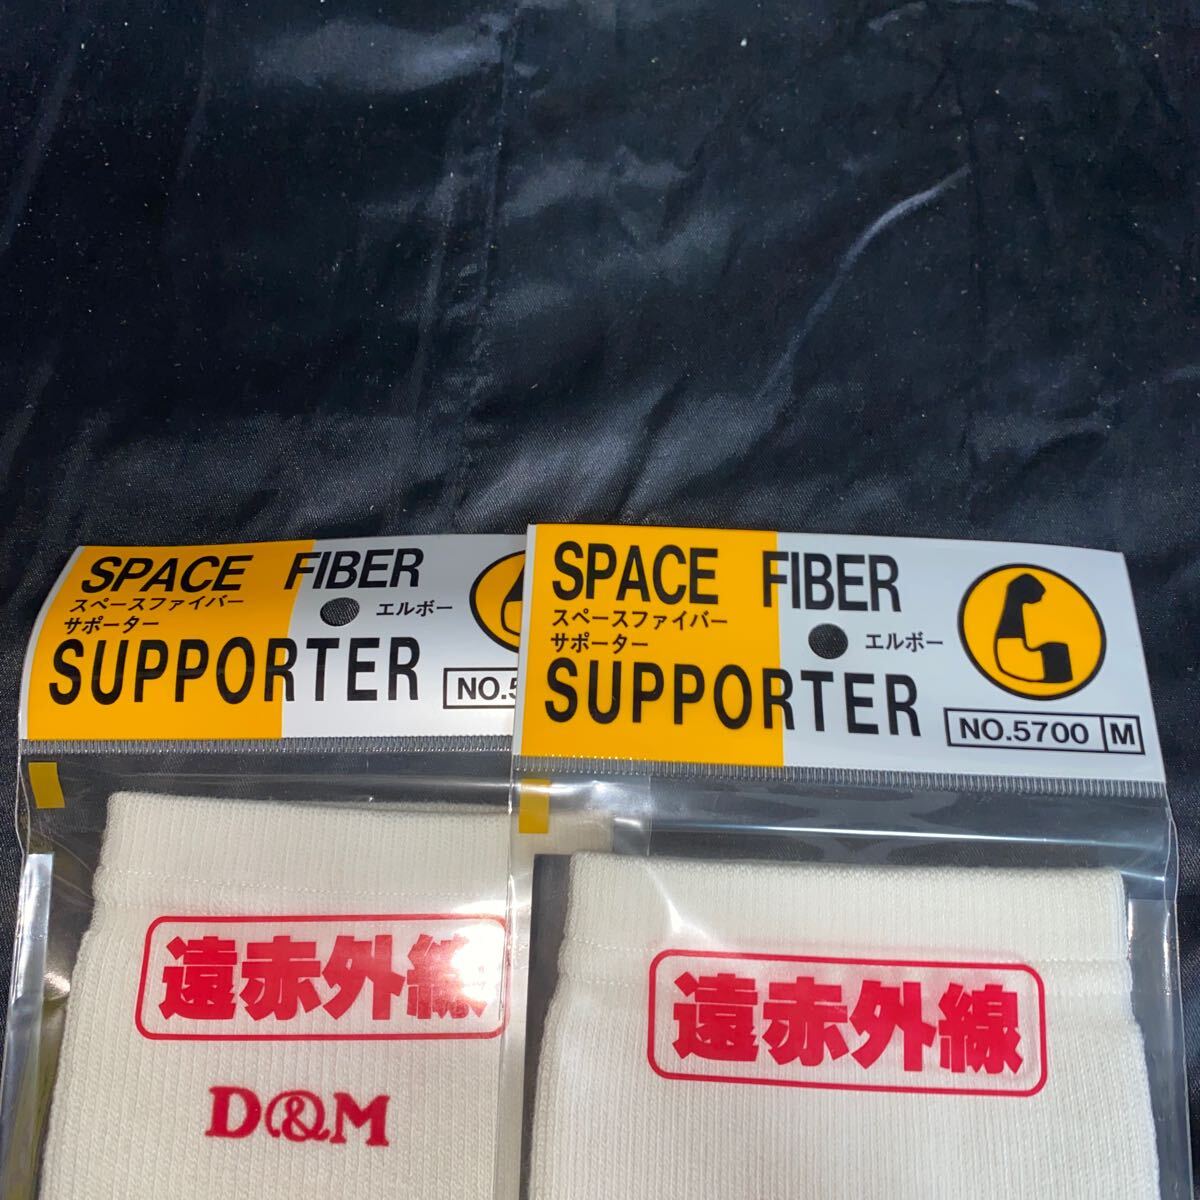 SPACE FIBER
スペースファイバー
サポーター
エルボー
SUPPORTER
NO.5
遠赤外線
D&M
SPACE FIBER
スペースファイバー
サポーター
エルボー
SUPPORTER
NO.5700 M
遠赤外線